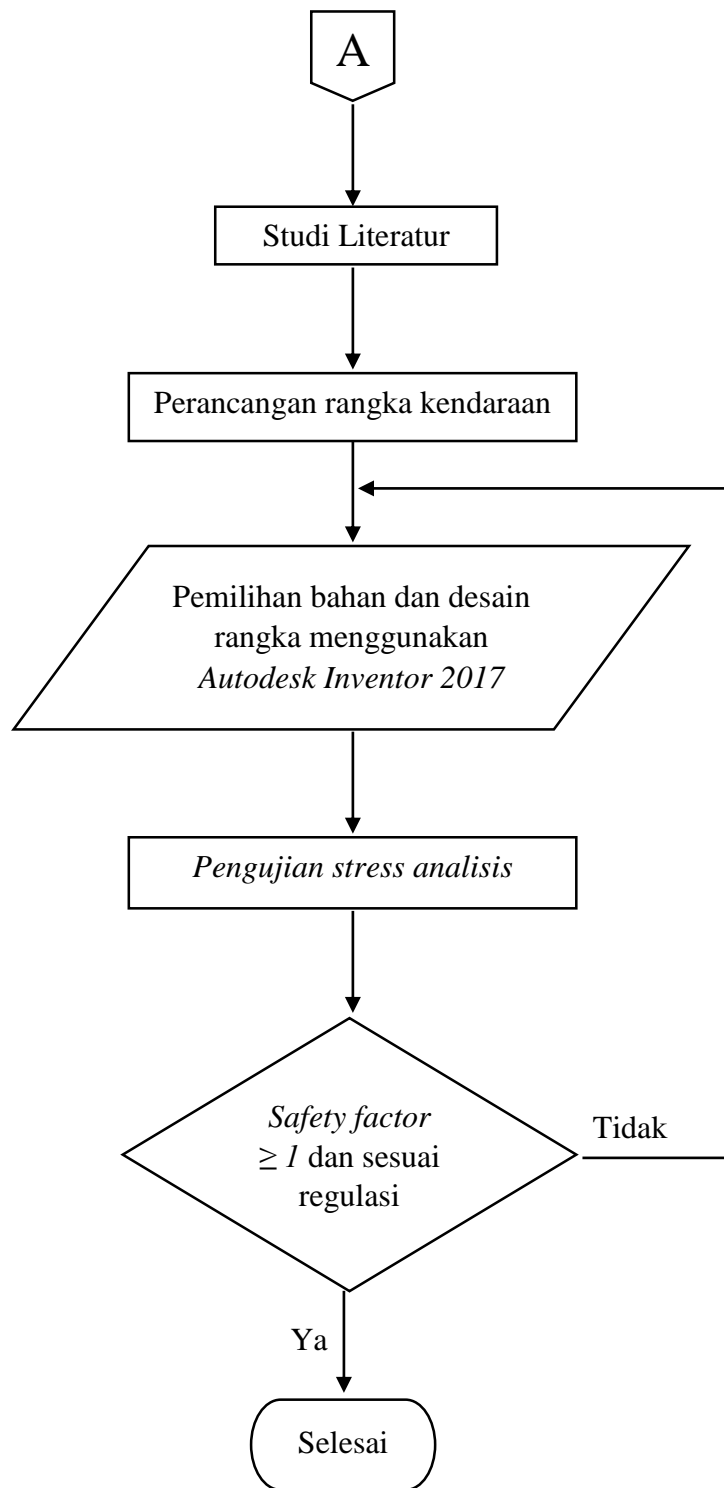 A
Studi Literatur
Perancangan rangka kendaraan
Pemilihan bahan dan desain
rangka menggunakan
Autodesk Inventor 2017
Pengujian stress analisis
Safety factor
≥ 1 dan sesuai
regulasi
Tidak
Ya
Selesai